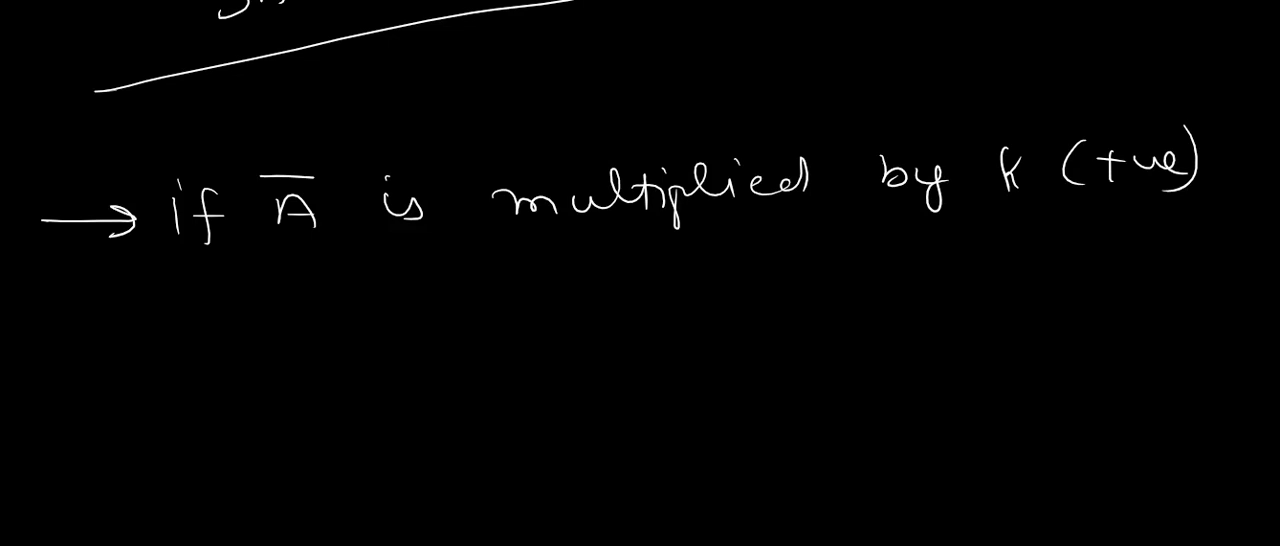 → if A̅ is multiplied by K (+ve)